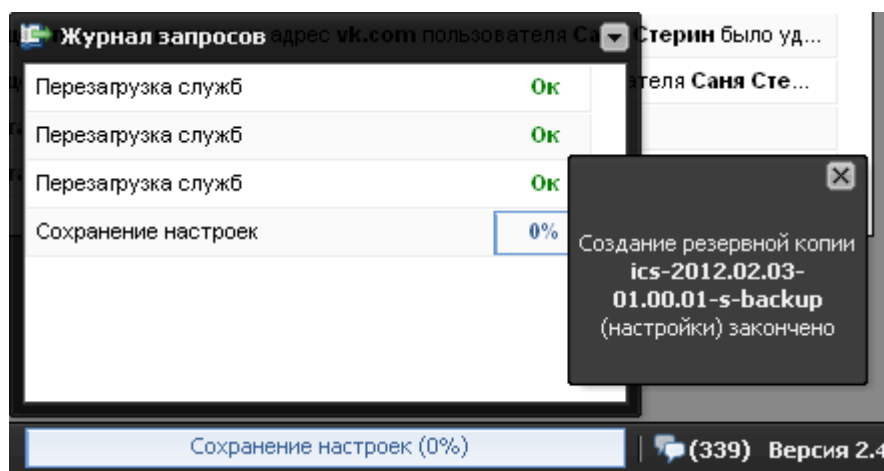 Журнал запросов адрес vk.com пользователя Саня Стерин было уд...
Перезагрузка служб Ок
теля Саня Сте...
Перезагрузка служб Ок
Перезагрузка служб Ок
Сохранение настроек 0%
Создание резервной копии
ics-2012.02.03-
01.00.01-s-backup
(настройки) закончено
Сохранение настроек (0%)
(339) Версия 2.4